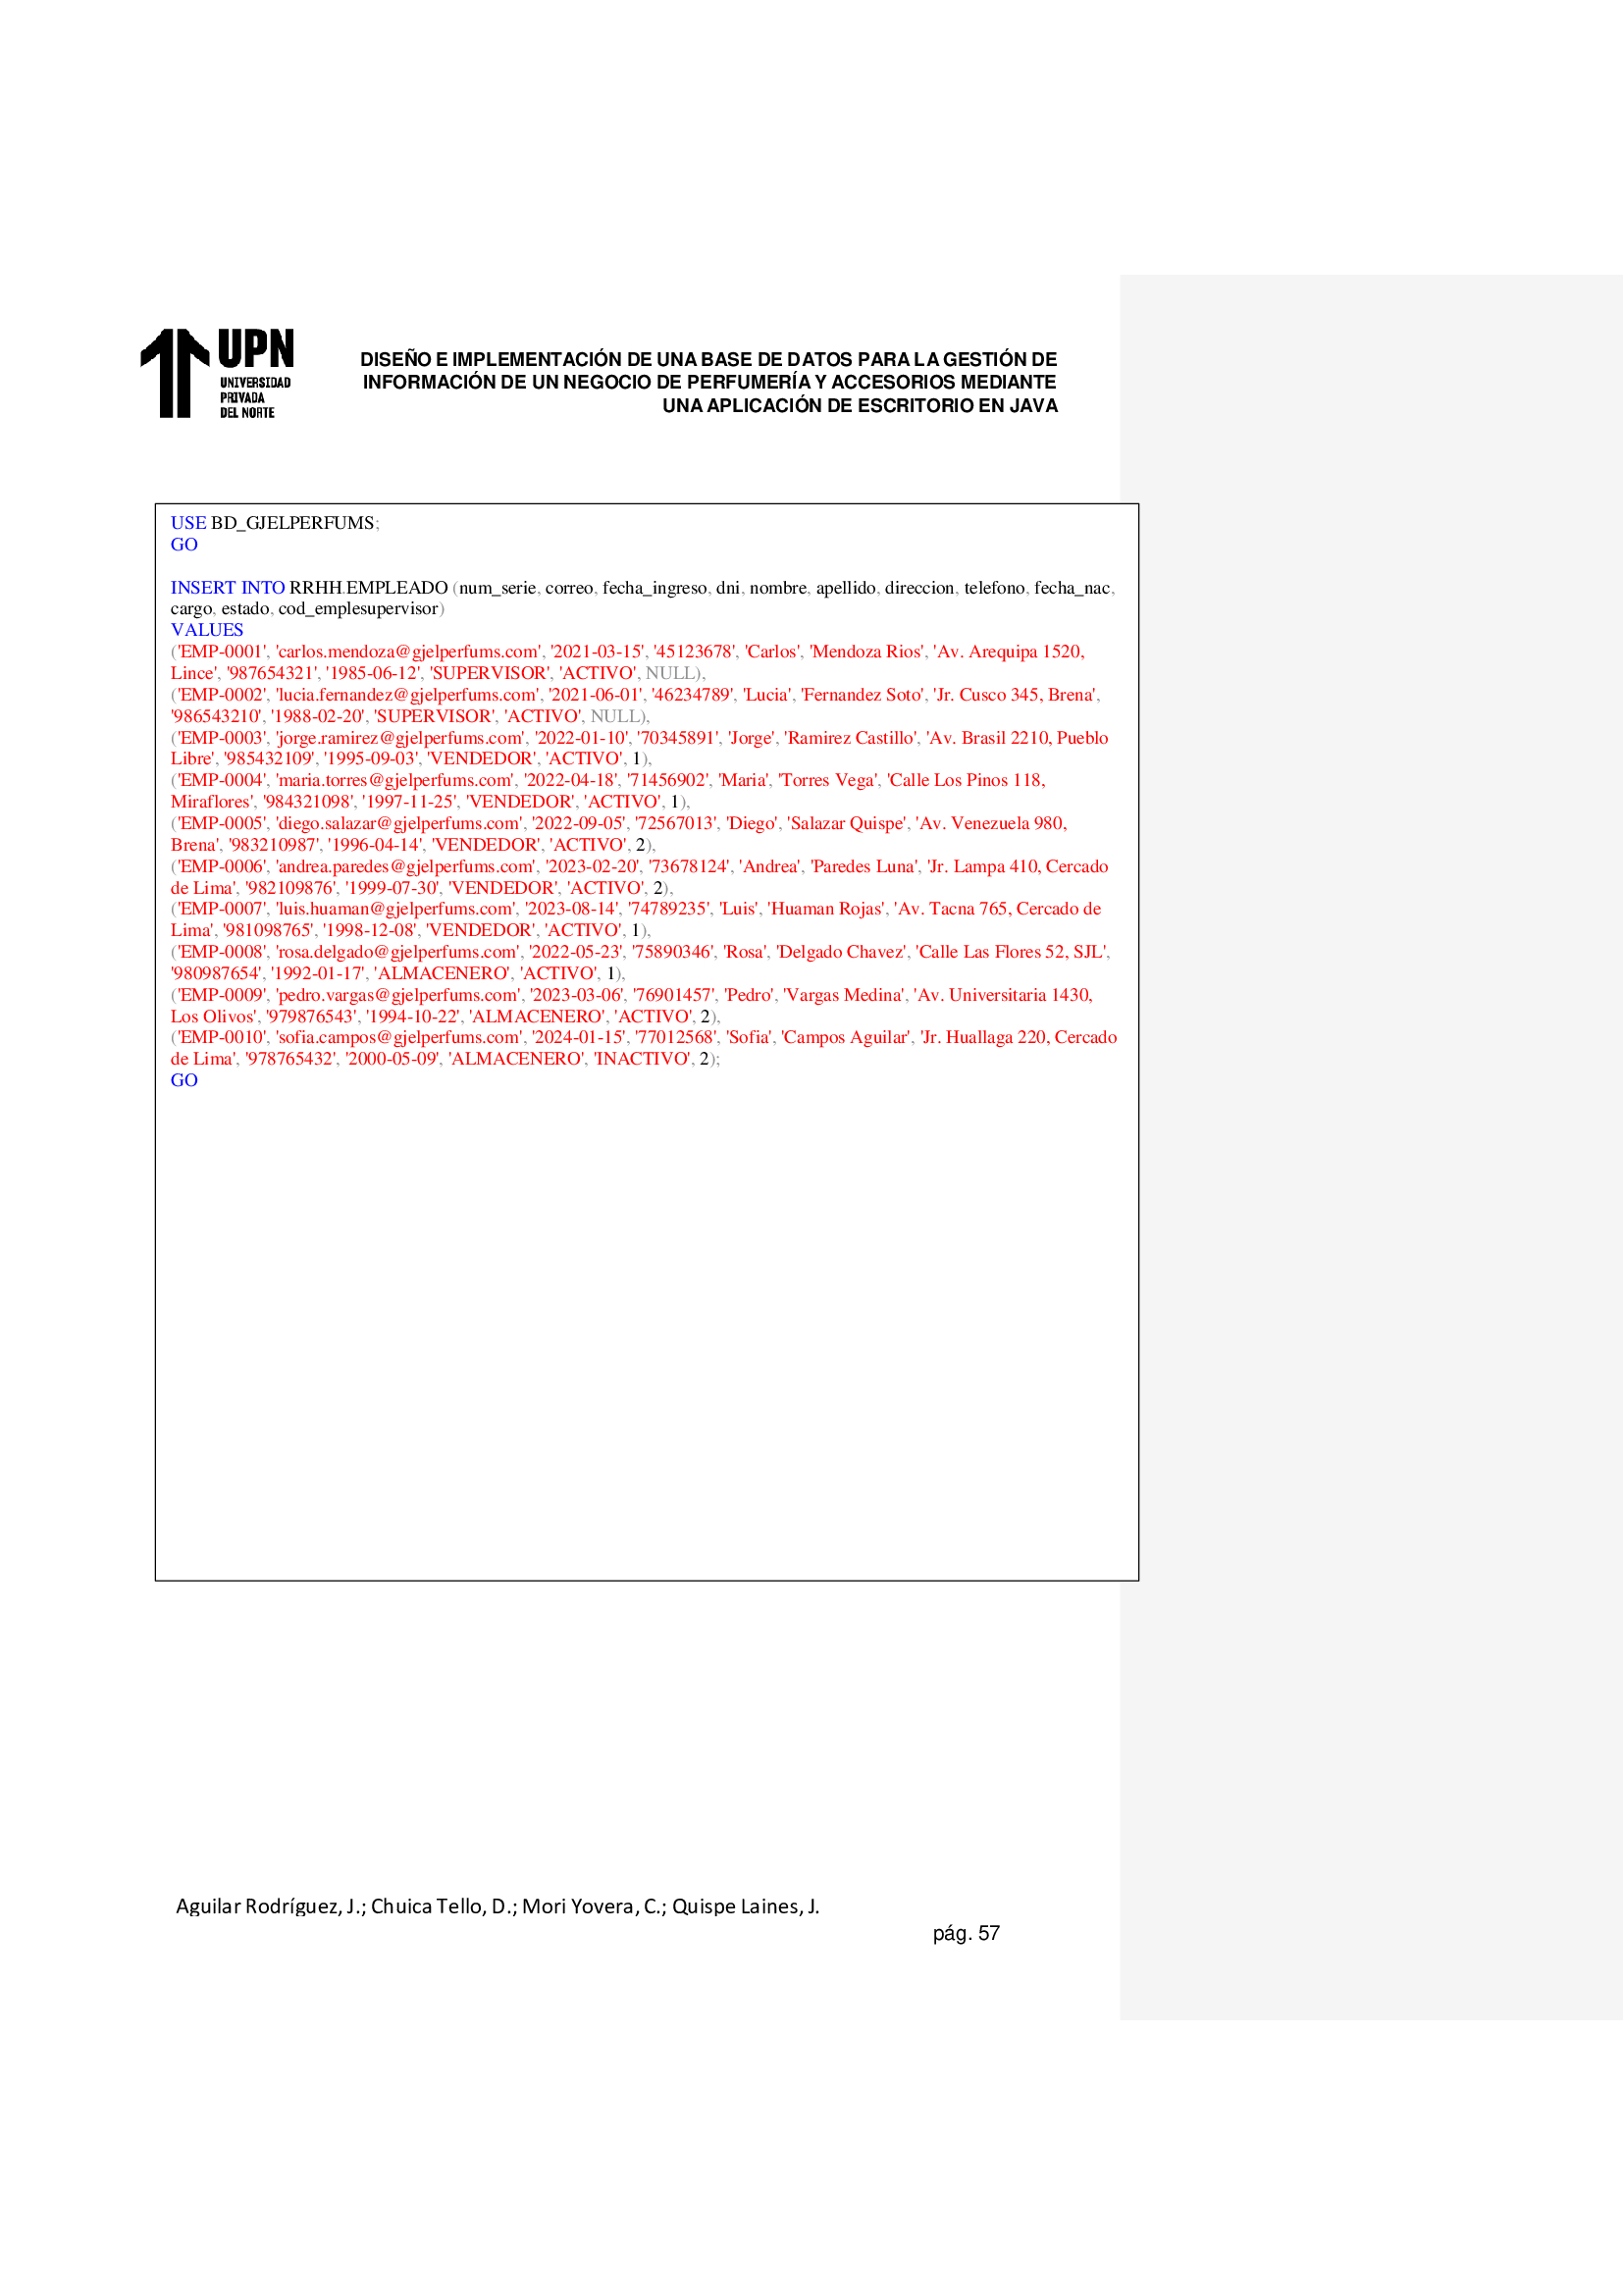 UPN
UNIVERSIDAD
PRIVADA
DEL NORTE
DISEÑO E IMPLEMENTACIÓN DE UNA BASE DE DATOS PARA LA GESTIÓN DE
INFORMACIÓN DE UN NEGOCIO DE PERFUMERÍA Y ACCESORIOS MEDIANTE
UNA APLICACIÓN DE ESCRITORIO EN JAVA
USE BD_GJELPERFUMS;
GO
INSERT INTO RRHH.EMPLEADO (num_serie, correo, fecha_ingreso, dni, nombre, apellido, direccion, telefono, fecha_nac,
cargo, estado, cod_emplesupervisor)
VALUES
('EMP-0001', 'carlos.mendoza@gjelperfums.com', '2021-03-15', '45123678', 'Carlos', 'Mendoza Rios', 'Av. Arequipa 1520,
Lince', '987654321', '1985-06-12', 'SUPERVISOR', 'ACTIVO', NULL),
('EMP-0002', 'lucia.fernandez@gjelperfums.com', '2021-06-01', '46234789', 'Lucia', 'Fernandez Soto', 'Jr. Cusco 345, Brena',
'986543210', '1988-02-20', 'SUPERVISOR', 'ACTIVO', NULL),
('EMP-0003', 'jorge.ramirez@gjelperfums.com', '2022-01-10', '70345891', 'Jorge', 'Ramirez Castillo', 'Av. Brasil 2210, Pueblo
Libre', '985432109', '1995-09-03', 'VENDEDOR', 'ACTIVO', 1),
('EMP-0004', 'maria.torres@gjelperfums.com', '2022-04-18', '71456902', 'Maria', 'Torres Vega', 'Calle Los Pinos 118,
Miraflores', '984321098', '1997-11-25', 'VENDEDOR', 'ACTIVO', 1),
('EMP-0005', 'diego.salazar@gjelperfums.com', '2022-09-05', '72567013', 'Diego', 'Salazar Quispe', 'Av. Venezuela 980,
Brena', '983210987', '1996-04-14', 'VENDEDOR', 'ACTIVO', 2),
('EMP-0006', 'andrea.paredes@gjelperfums.com', '2023-02-20', '73678124', 'Andrea', 'Paredes Luna', 'Jr. Lampa 410, Cercado
de Lima', '982109876', '1999-07-30', 'VENDEDOR', 'ACTIVO', 2),
('EMP-0007', 'luis.huaman@gjelperfums.com', '2023-08-14', '74789235', 'Luis', 'Huaman Rojas', 'Av. Tacna 765, Cercado de
Lima', '981098765', '1998-12-08', 'VENDEDOR', 'ACTIVO', 1),
('EMP-0008', 'rosa.delgado@gjelperfums.com', '2022-05-23', '75890346', 'Rosa', 'Delgado Chavez', 'Calle Las Flores 52, SJL',
'980987654', '1992-01-17', 'ALMACENERO', 'ACTIVO', 1),
('EMP-0009', 'pedro.vargas@gjelperfums.com', '2023-03-06', '76901457', 'Pedro', 'Vargas Medina', 'Av. Universitaria 1430,
Los Olivos', '979876543', '1994-10-22', 'ALMACENERO', 'ACTIVO', 2),
('EMP-0010', 'sofia.campos@gjelperfums.com', '2024-01-15', '77012568', 'Sofia', 'Campos Aguilar', 'Jr. Huallaga 220, Cercado
de Lima', '978765432', '2000-05-09', 'ALMACENERO', 'INACTIVO', 2);
GO
Aguilar Rodríguez, J.; Chuica Tello, D.; Mori Yovera, C.; Quispe Laines, J.
pág. 57